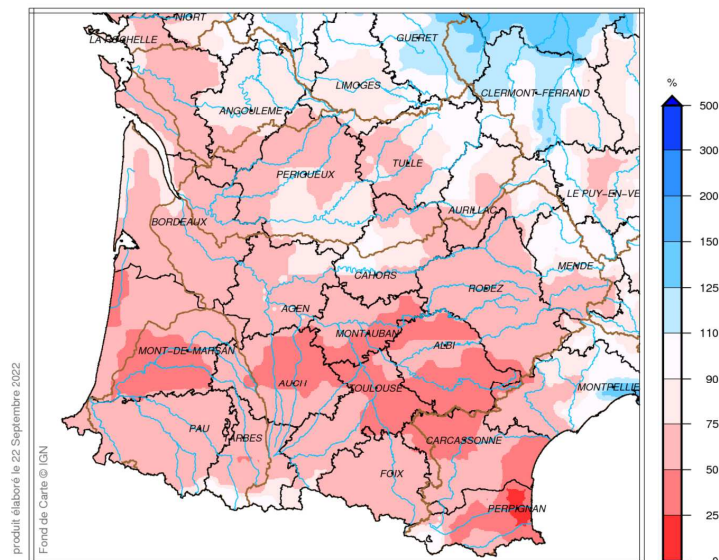 NIORT
LA ROCHELLE
GUERET
LIMOGES
CLERMONT-FERRAND
ANGOULEME
TULLE
PERIGUEUX
LE PUY-EN-VE
AURILLAC
BORDEAUX
MENDE
CAHORS
RODEZ
AGEN
MONTAUBAN
ALBI
MONT-DE-MARSAN
AUCH
TOULOUSE
MONTPELLIE
PAU
TARBES
CARCASSONNE
FOIX
PERPIGNAN
%
500
300
200
150
125
110
90
75
50
25
0
produit élaboré le 22 Septembre 2022
Fond de Carte © IGN